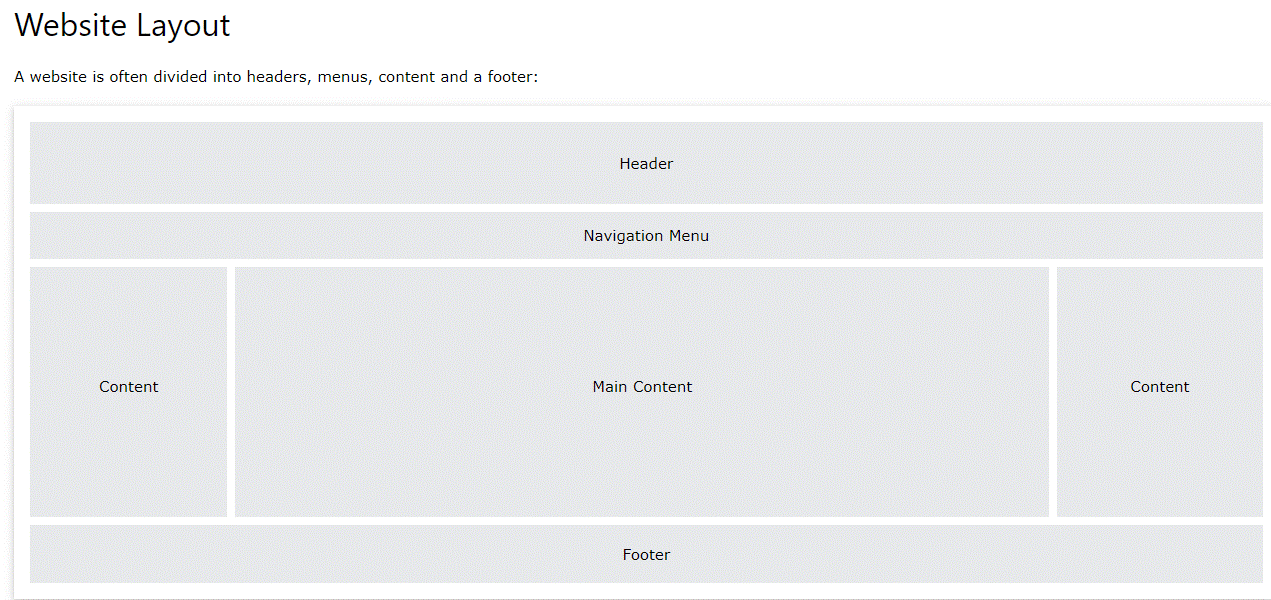 Website Layout
A website is often divided into headers, menus, content and a footer:
Header
Navigation Menu
Content
Main Content
Content
Footer